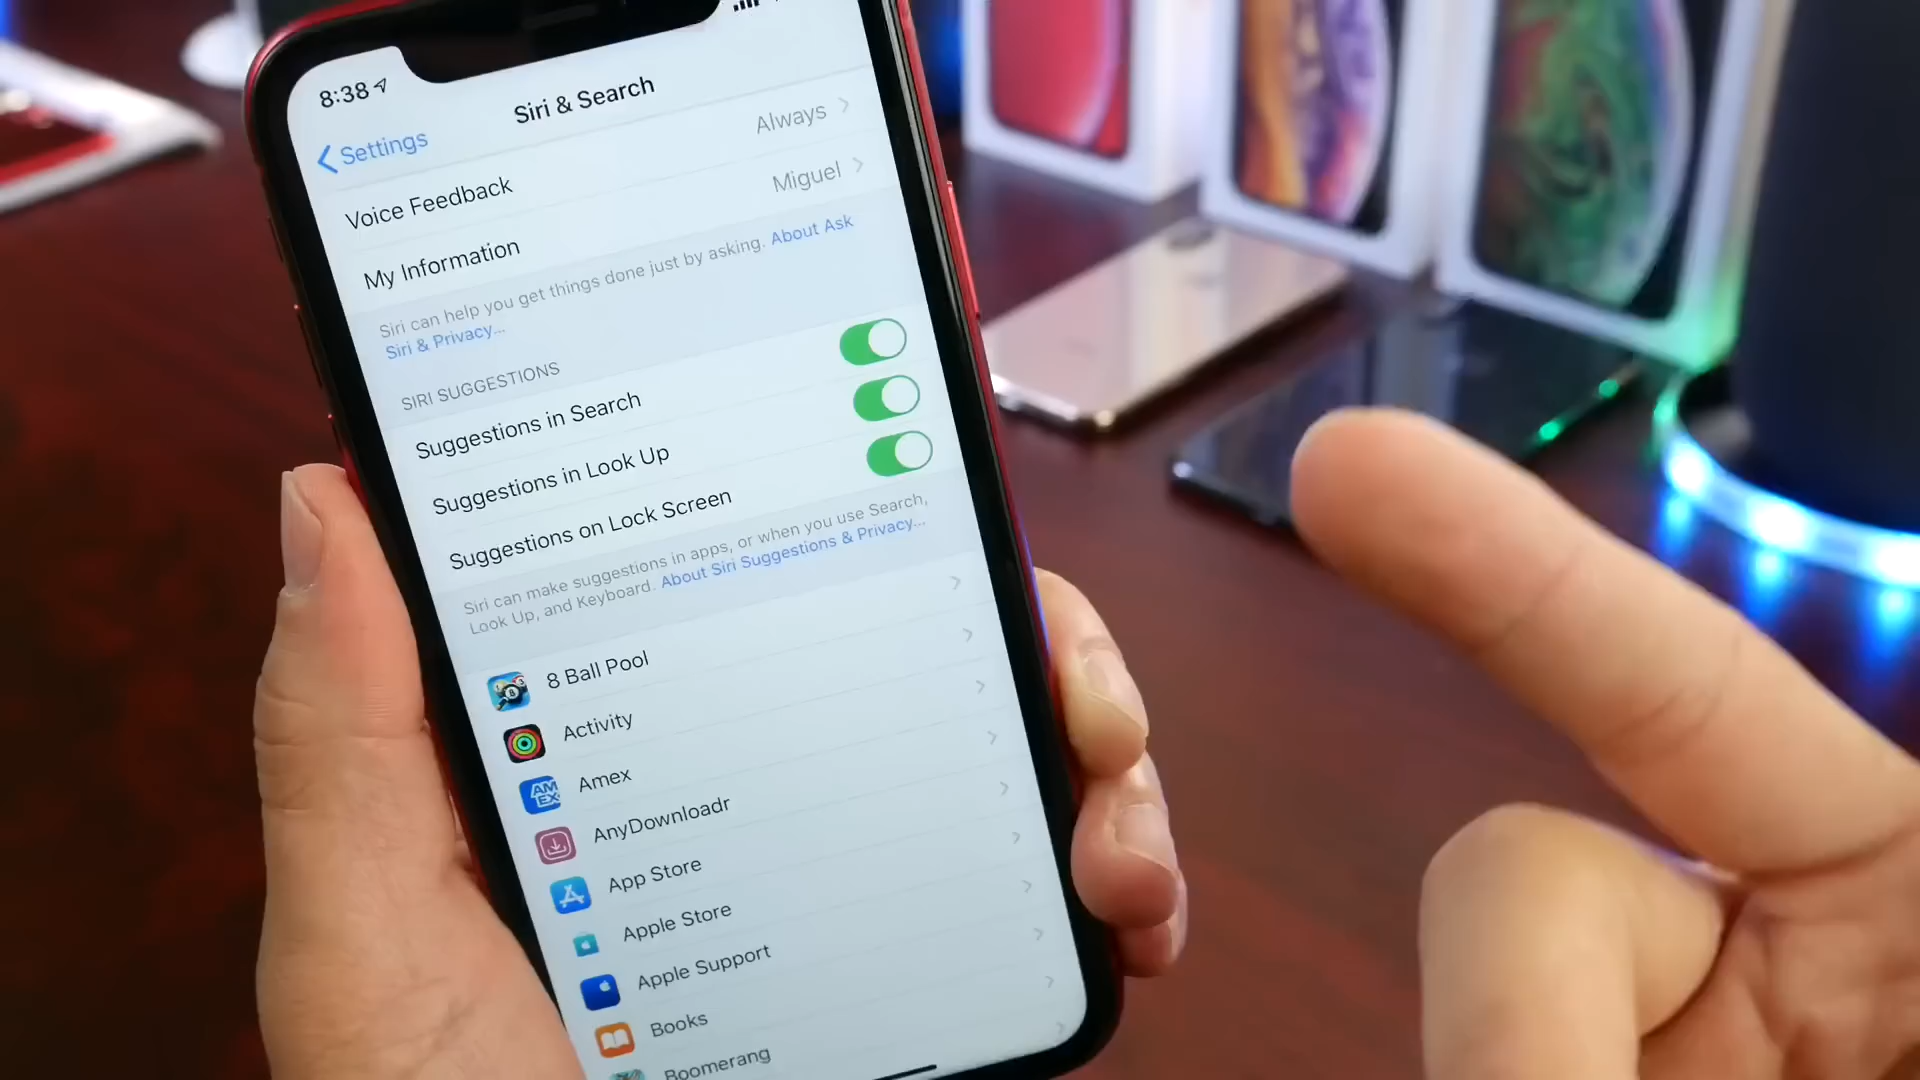 8:38
Settings
Siri & Search
Voice Feedback Always
My Information Miguel
Siri can help you get things done just by asking. About Ask
Siri & Privacy...
SIRI SUGGESTIONS
Suggestions in Search
Suggestions in Look Up
Suggestions on Lock Screen
Siri can make suggestions in apps, or when you use Search,
Look Up, and Keyboard. About Siri Suggestions & Privacy...
8 Ball Pool
Activity
AM
EX
Amex
AnyDownloadr
App Store
Apple Store
Apple Support
Books
Boomerang